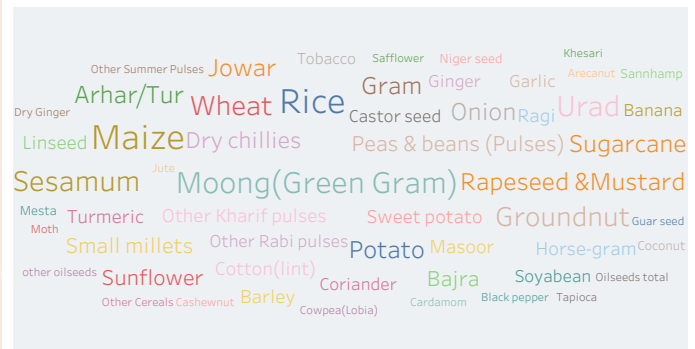 Khesari
Tobacco Safflower Niger seed
Other Summer Pulses Jowar
Gram Ginger Garlic Arecanut Sannhamp
Arhar/Tur Wheat Rice
Dry Ginger Castor seed Onion Ragi Urad Banana
Linseed Maize Dry chillies Peas & beans (Pulses) Sugarcane
Jute
Sesamum Moong(Green Gram) Rapeseed &Mustard
Mesta Turmeric Other Kharif pulses Sweet potato Groundnut Guar seed
Moth
Small millets Other Rabi pulses Potato Masoor Horse-gram Coconut
other oilseeds Sunflower Cotton(lint) Coriander Bajra Soyabean Oilseeds total
Other Cereals Cashewnut Barley Cowpea(Lobia) Cardamom Black pepper Tapioca